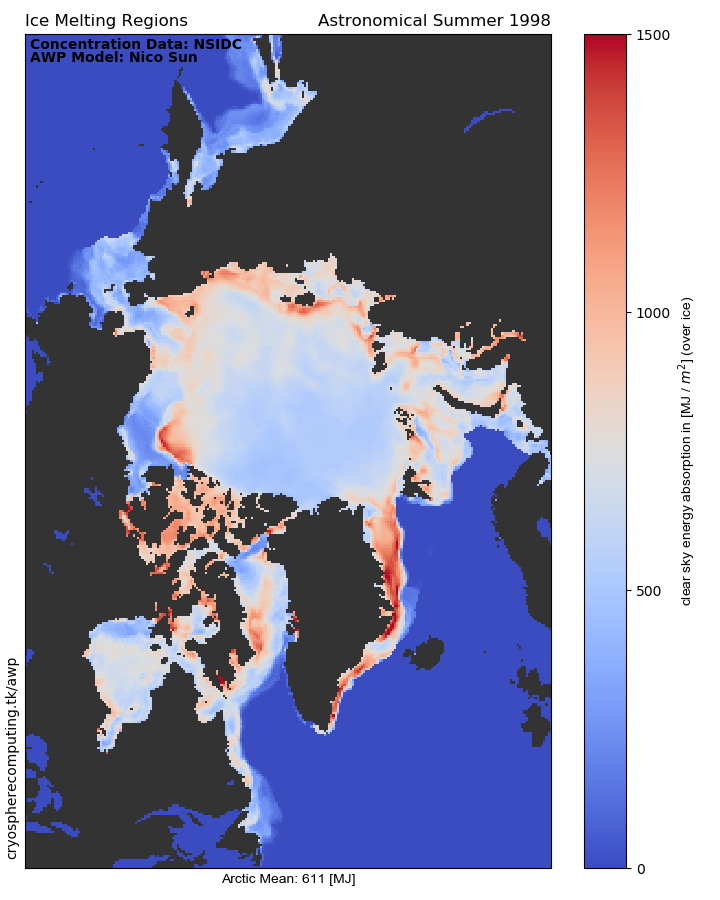 Ice Melting Regions
Astronomical Summer 1998
Concentration Data: NSIDC
AWP Model: Nico Sun
1500
1000
500
0
clear sky energy absorption in [MJ / m²] (over ice)
cryospherecomputing.tk/awp
Arctic Mean: 611 [MJ]